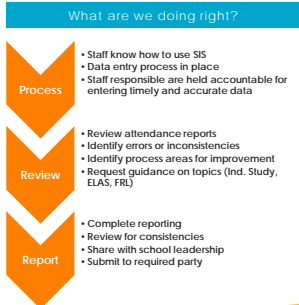 What are we doing right?
Process
• Staff know how to use SIS
• Data entry process in place
• Staff responsible are held accountable for
entering timely and accurate data
Review
• Review attendance reports
• Identify errors or inconsistencies
• Identify process areas for improvement
• Request guidance on topics (Ind. Study,
ELAS, FRL)
Report
• Complete reporting
• Review for consistencies
• Share with school leadership
• Submit to required party